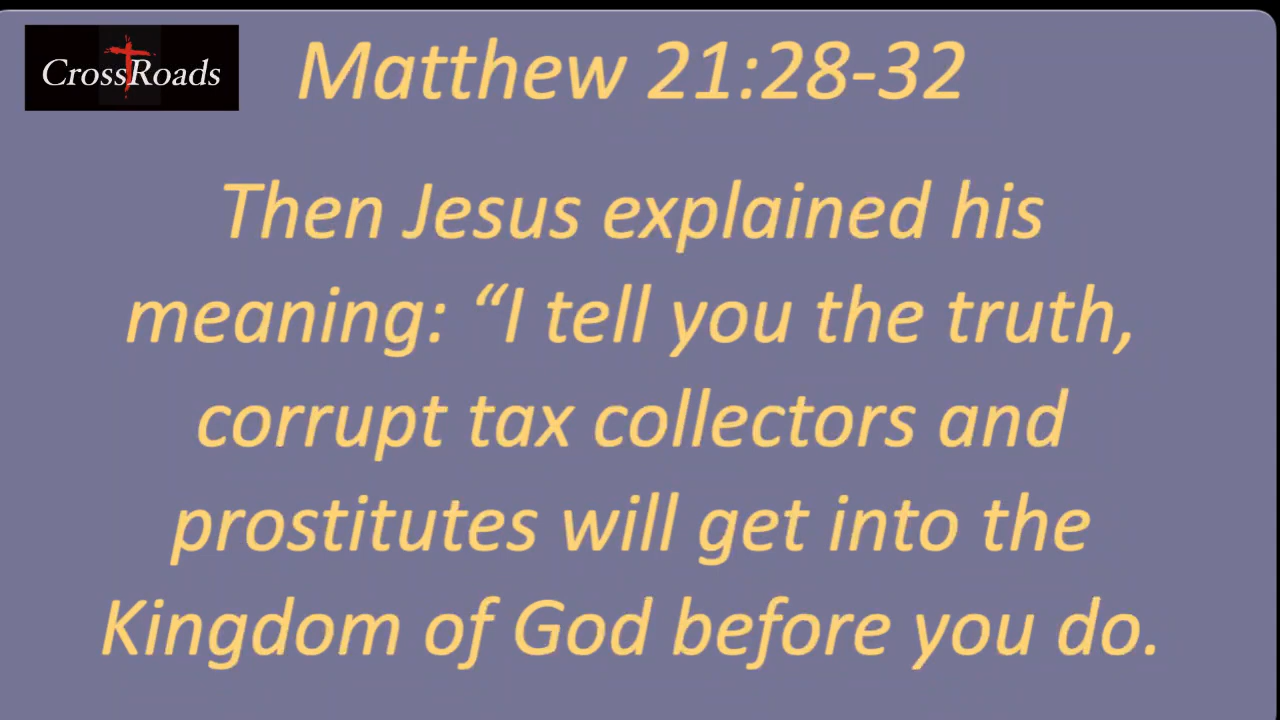 CrossRoads
Matthew 21:28-32
Then Jesus explained his
meaning: “I tell you the truth,
corrupt tax collectors and
prostitutes will get into the
Kingdom of God before you do.